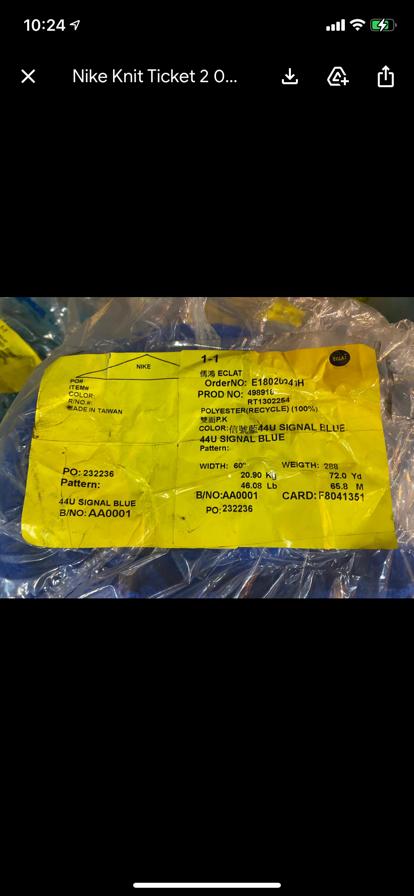 10:24
Nike Knit Ticket 2 0...
NIKE
PO#
ITEM#
COLOR:
R/NO.#:
MADE IN TAIWAN
PO: 232236
Pattern:
44U SIGNAL BLUE
B/NO: AA0001
1-1
儒鴻 ECLAT
ECLAT
OrderNO:
PROD NO:
RT1302254
POLYESTER(RECYCLE) (100%)
雙面P.K
COLOR:信號藍44U SIGNAL BLUE
44U SIGNAL BLUE
Pattern:
WIDTH: 60" WEIGTH: 288
20.90 Kg 72.0 Yd
46.08 Lb 65.8 M
B/NO:AA0001 CARD:F8041351
PO: 232236